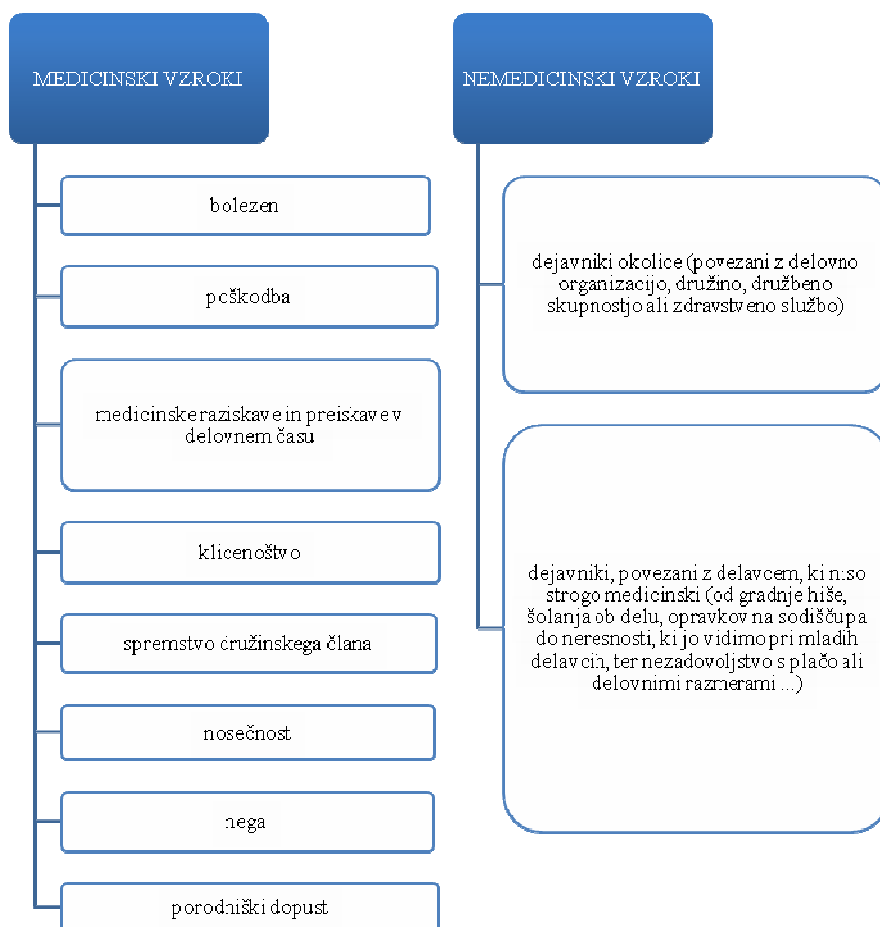 MEDICINSKI VZROKI
bolezen
poškodba
medicinske raziskave in preiskave v
delovnem času
klicenoštvo
spremstvo družinskega člana
nosečnost
nega
porodniški dopust
NEMEDICINSKI VZROKI
dejavniki okolice (povezani z delovno
organizacijo, družino, družbeno
skupnostjo ali zdravstveno službo)
dejavniki, povezani z delavcem, ki niso
strogo medicinski (od gradnje hiše,
šolanja ob delu, opravkov na sodišču pa
do neresnosti, ki jo vidimo pri mladih
delavcih, ter nezadovoljstvo s plačo ali
delovnimi razmerami ...)